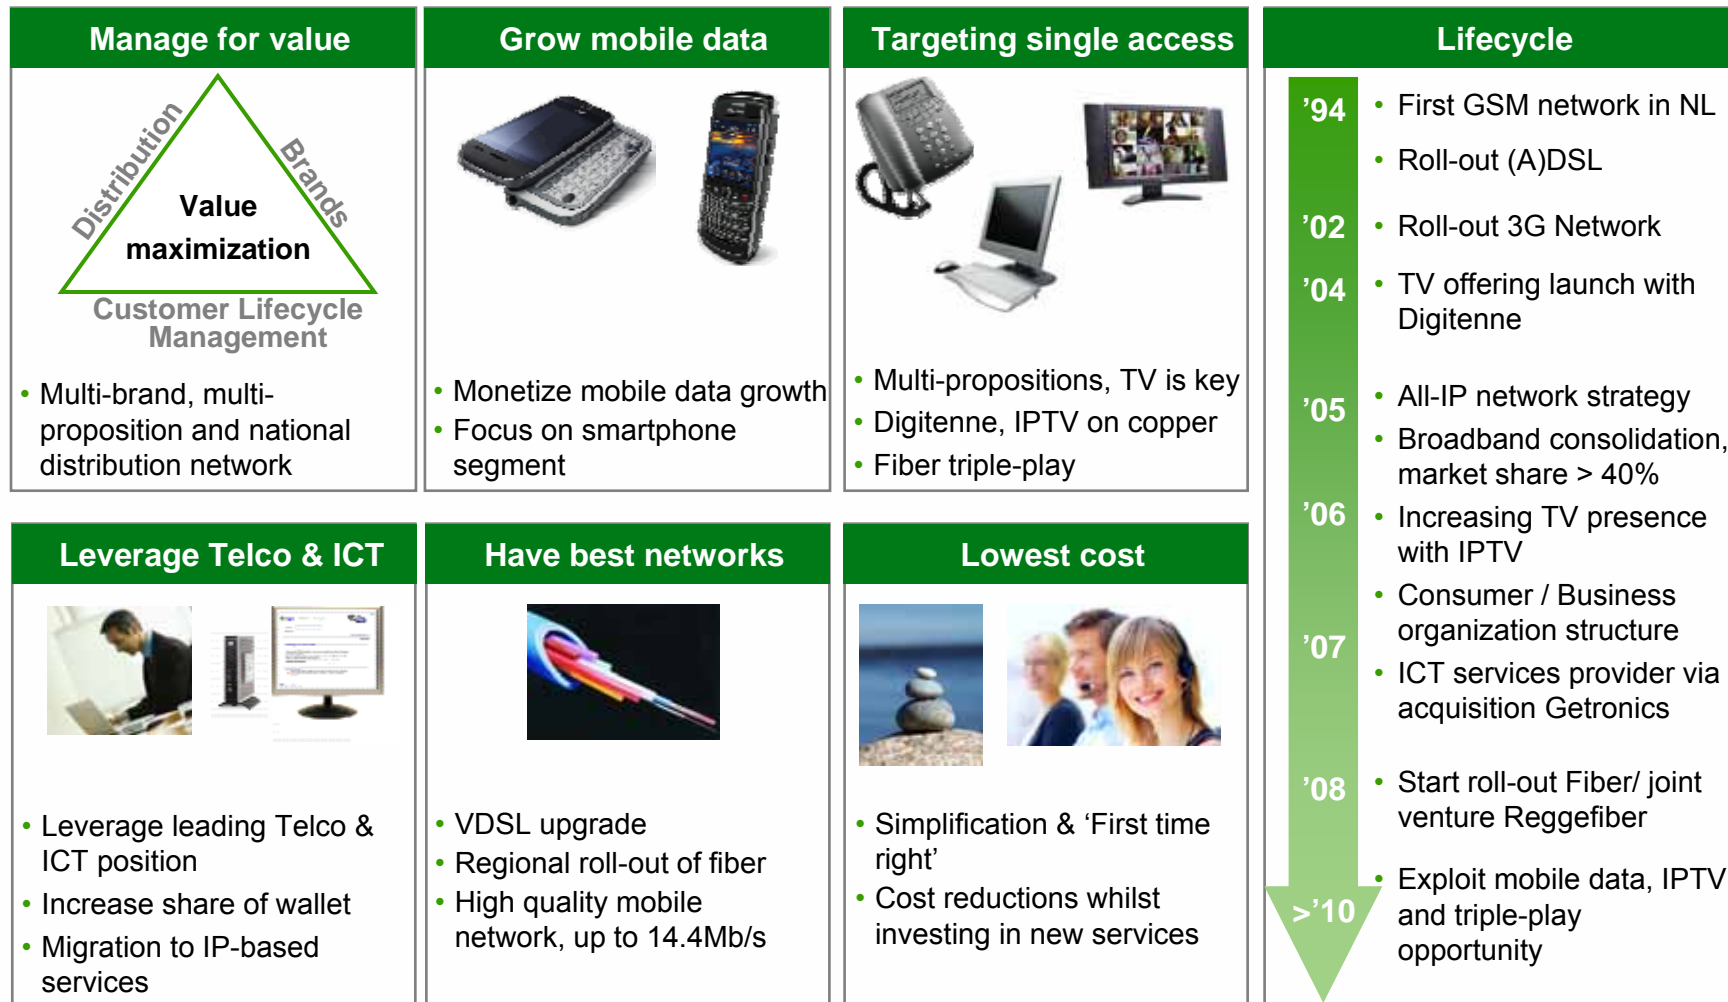 Manage for value
Distribution
Brands
Value
maximization
Customer Lifecycle
Management
• Multi-brand, multi-
proposition and national
distribution network
Grow mobile data
• Monetize mobile data growth
• Focus on smartphone
segment
Targeting single access
• Multi-propositions, TV is key
• Digitenne, IPTV on copper
• Fiber triple-play
Leverage Telco & ICT
• Leverage leading Telco &
ICT position
• Increase share of wallet
• Migration to IP-based
services
Have best networks
• VDSL upgrade
• Regional roll-out of fiber
• High quality mobile
network, up to 14.4Mb/s
Lowest cost
• Simplification & ‘First time
right’
• Cost reductions whilst
investing in new services
Lifecycle
’94
• First GSM network in NL
• Roll-out (A)DSL
’02
• Roll-out 3G Network
’04
• TV offering launch with
Digitenne
’05
• All-IP network strategy
• Broadband consolidation,
market share > 40%
’06
• Increasing TV presence
with IPTV
• Consumer / Business
organization structure
’07
• ICT services provider via
acquisition Getronics
’08
• Start roll-out Fiber/ joint
venture Reggefiber
>’10
• Exploit mobile data, IPTV
and triple-play
opportunity